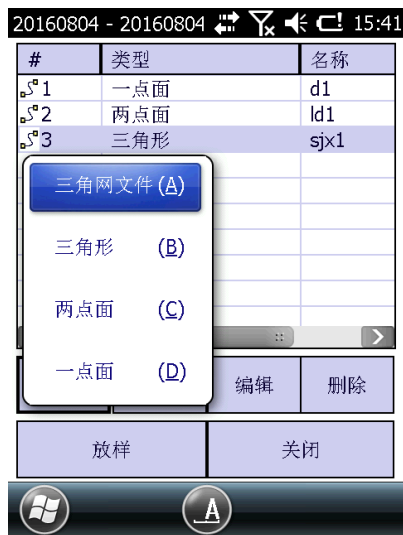 20160804 - 20160804 15:41
# 类型 名称
1 一点面 d1
2 两点面 ld1
3 三角形 sjx1
三角网文件 (A)
三角形 (B)
两点面 (C)
一点面 (D)
编辑 删除
放样 关闭
A